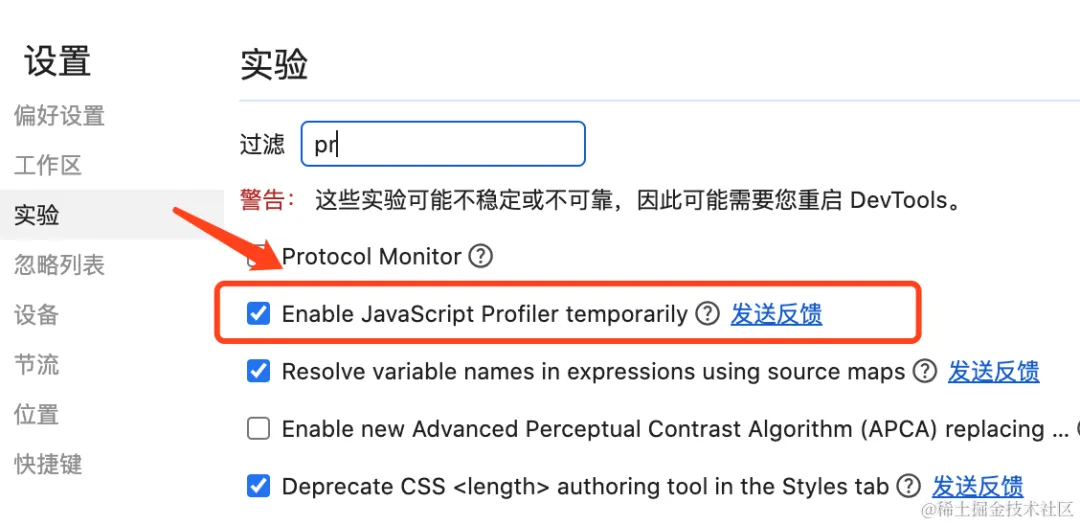 设置
偏好设置
工作区
实验
忽略列表
设备
节流
位置
快捷键
实验
过滤 pr
警告： 这些实验可能不稳定或不可靠，因此可能需要您重启 DevTools。
Protocol Monitor ?
Enable JavaScript Profiler temporarily ? 发送反馈
Resolve variable names in expressions using source maps ? 发送反馈
Enable new Advanced Perceptual Contrast Algorithm (APCA) replacing ...
Deprecate CSS <length> authoring tool in the Styles tab ? 发送反馈
@稀土掘金技术社区